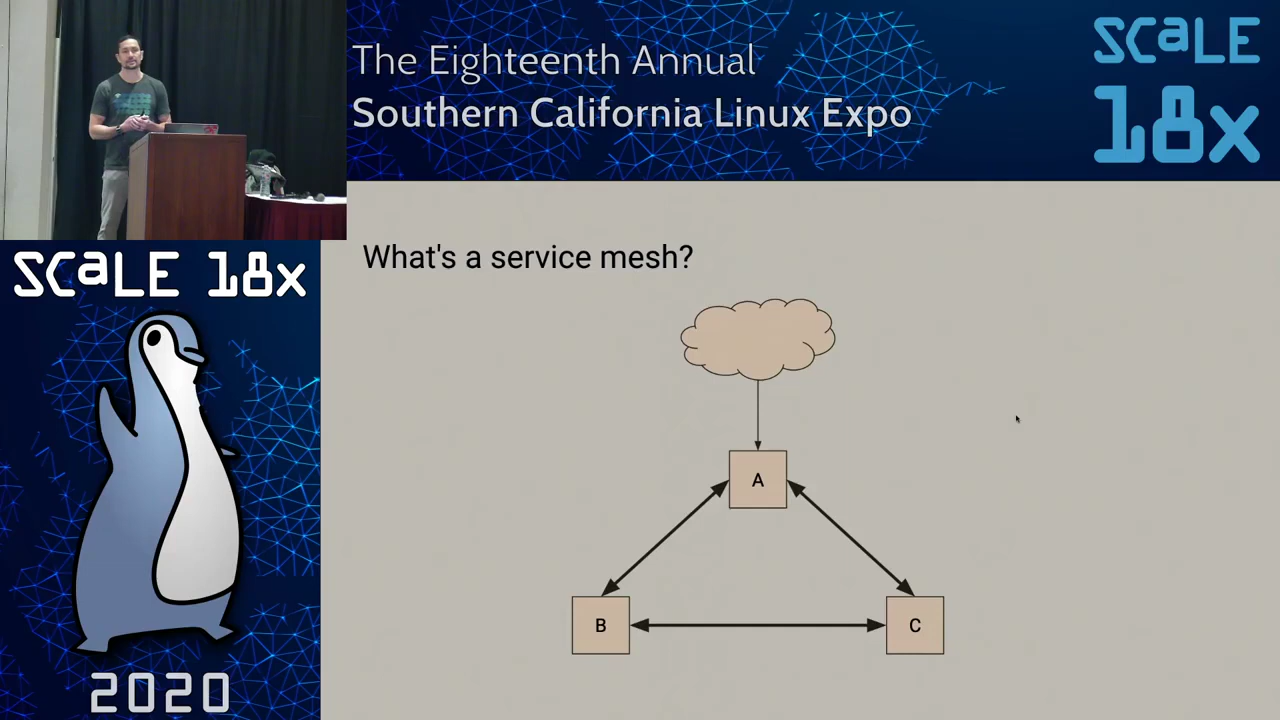 The Eighteenth Annual
Southern California Linux Expo
SCaLE
18x
SCaLE 18x
2020
What's a service mesh?
A
B
C